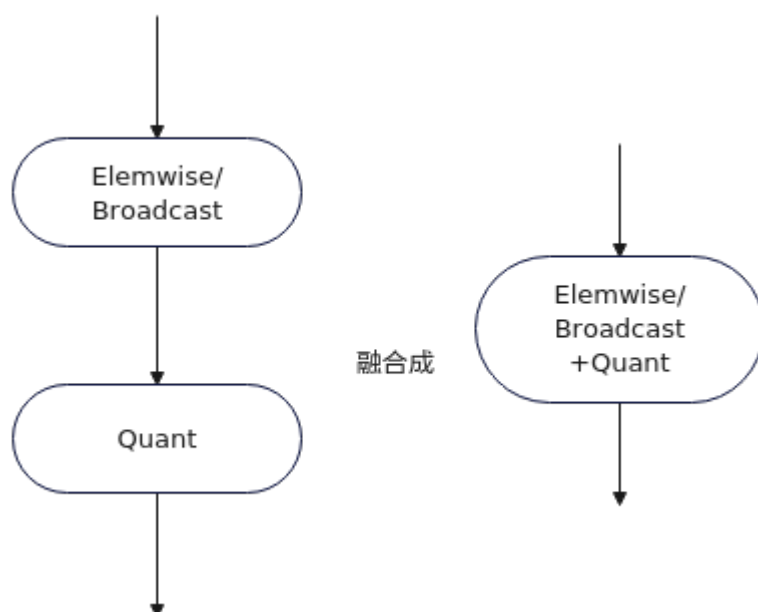 Elemwise/
Broadcast
Quant
融合成
Elemwise/
Broadcast
+Quant